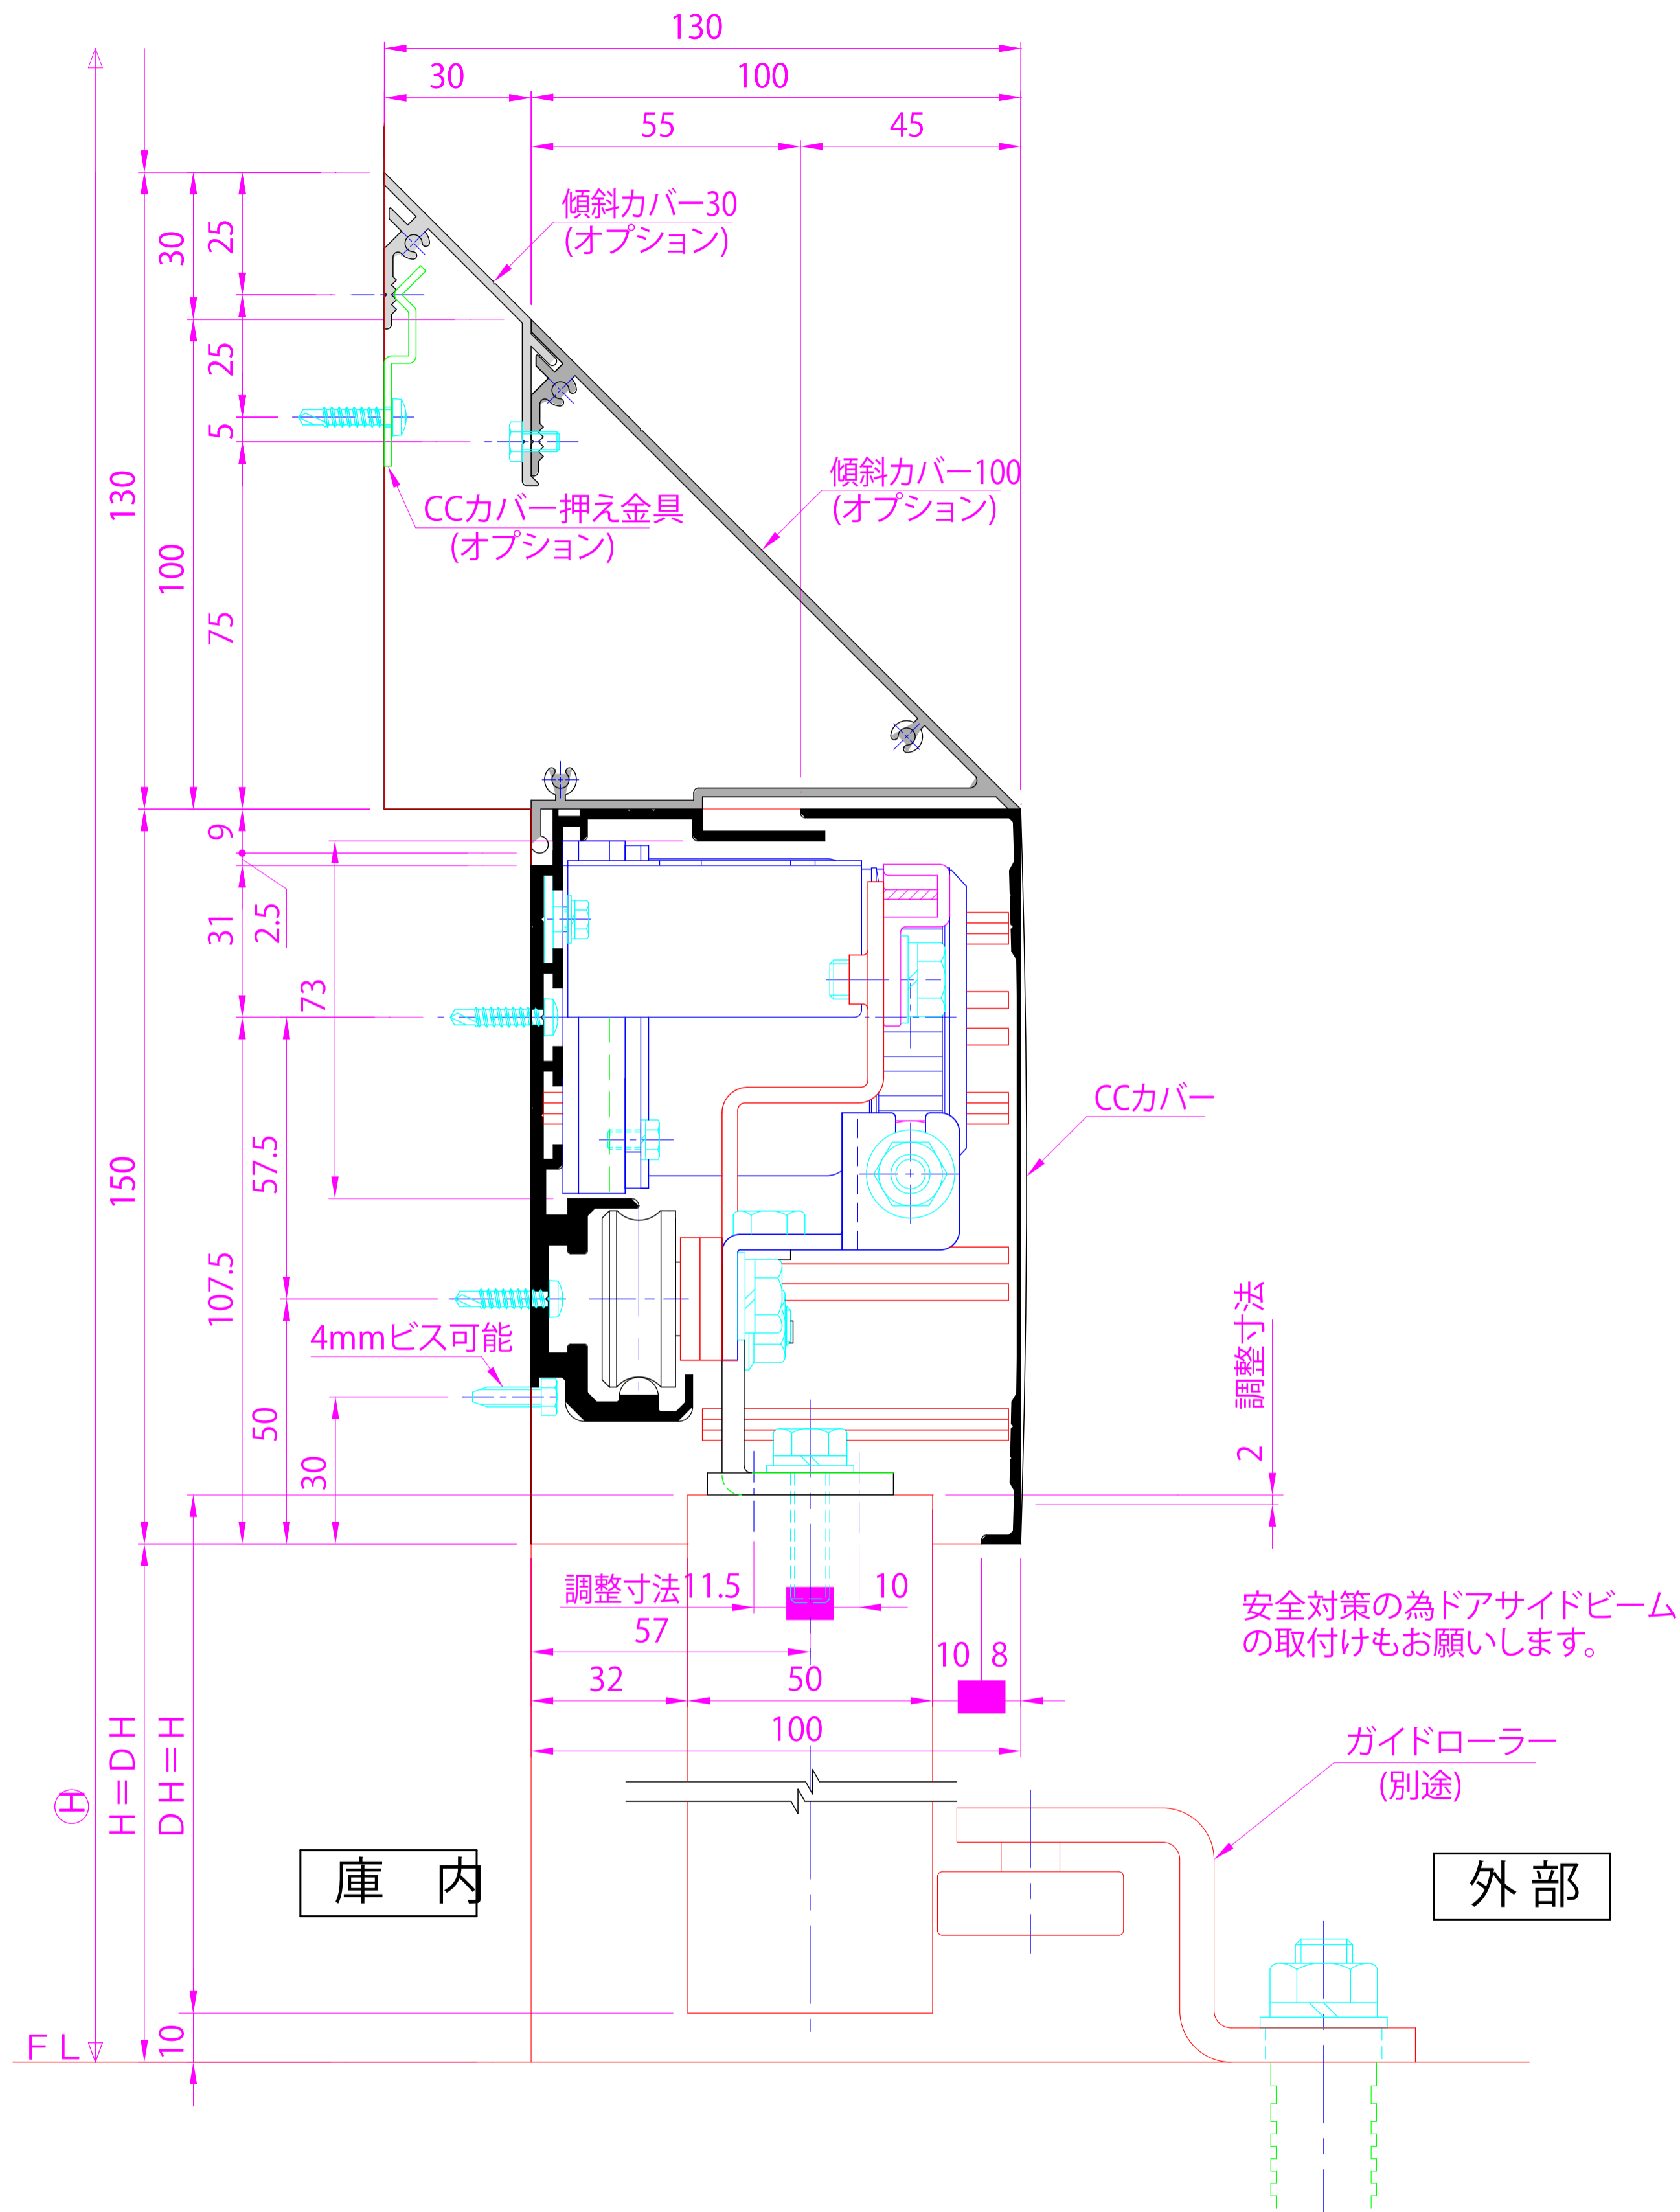 130
30
100
55
45
傾斜カバー30
(オプション)
25
30
25
5
130
傾斜カバー100
(オプション)
CCカバー押え金具
(オプション)
100
75
9
31
2.5
73
CCカバー
57.5
150
107.5
4mmビス可能
50
30
2 調整寸法
調整寸法11.5
10
57
10 8
32
50
100
安全対策の為ドアサイドビーム
の取付けもお願いします。
H
H=DH
DH=H
ガイドローラー
(別途)
庫 内
外部
10
FL